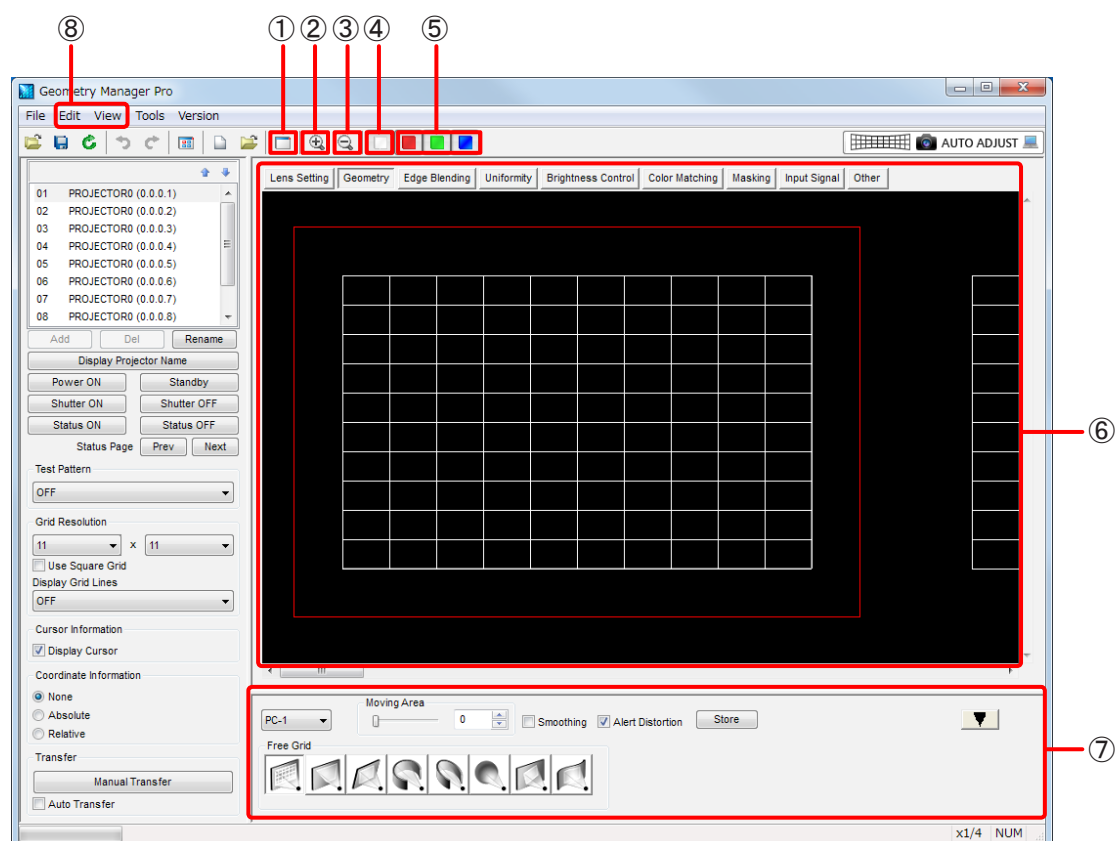 ⑧ ① ② ③ ④ ⑤
Geometry Manager Pro
File Edit View Tools Version
AUTO ADJUST
01 PROJECTOR0 (0.0.0.1)
02 PROJECTOR0 (0.0.0.2)
03 PROJECTOR0 (0.0.0.3)
04 PROJECTOR0 (0.0.0.4)
05 PROJECTOR0 (0.0.0.5)
06 PROJECTOR0 (0.0.0.6)
07 PROJECTOR0 (0.0.0.7)
08 PROJECTOR0 (0.0.0.8)
Add Del Rename
Display Projector Name
Power ON Standby
Shutter ON Shutter OFF
Status ON Status OFF
Status Page Prev Next
Test Pattern
OFF
Grid Resolution
11 x 11
Use Square Grid
Display Grid Lines
OFF
Cursor Information
Display Cursor
Coordinate Information
None
Absolute
Relative
Transfer
Manual Transfer
Auto Transfer
Lens Setting Geometry Edge Blending Uniformity Brightness Control Color Matching Masking Input Signal Other
⑥
PC-1 Moving Area 0 Smoothing Alert Distortion Store
Free Grid
⑦
x1/4 NUM